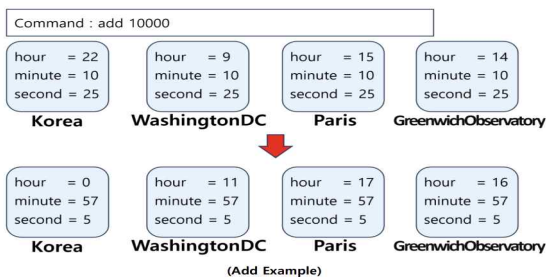 Command : add 10000
hour = 22 hour = 9 hour = 15 hour = 14
minute = 10 minute = 10 minute = 10 minute = 10
second = 25 second = 25 second = 25 second = 25
Korea WashingtonDC Paris GreenwichObservatory
hour = 0 hour = 11 hour = 17 hour = 16
minute = 57 minute = 57 minute = 57 minute = 57
second = 5 second = 5 second = 5 second = 5
Korea WashingtonDC Paris GreenwichObservatory
(Add Example)